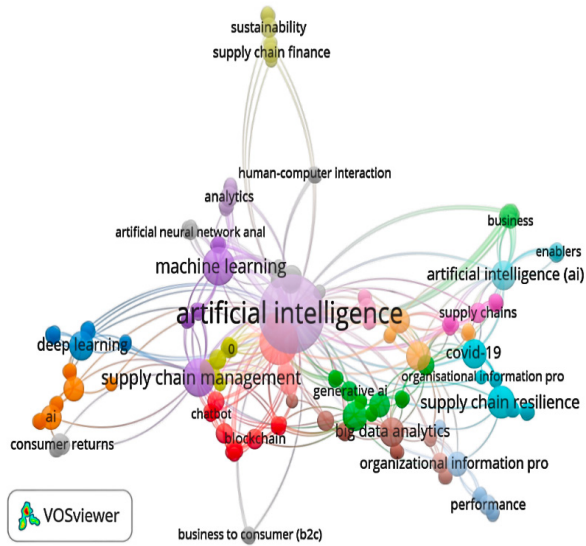 sustainability
supply chain finance
human-computer interaction
analytics
business
artificial neural network anal
enablers
machine learning
artificial intelligence (ai)
artificial intelligence
supply chains
deep learning
0
covid-19
supply chain management
organisational information pro
generative ai
supply chain resilience
ai
chatbot
blockchain
big data analytics
consumer returns
organizational information pro
performance
VOSviewer
business to consumer (b2c)